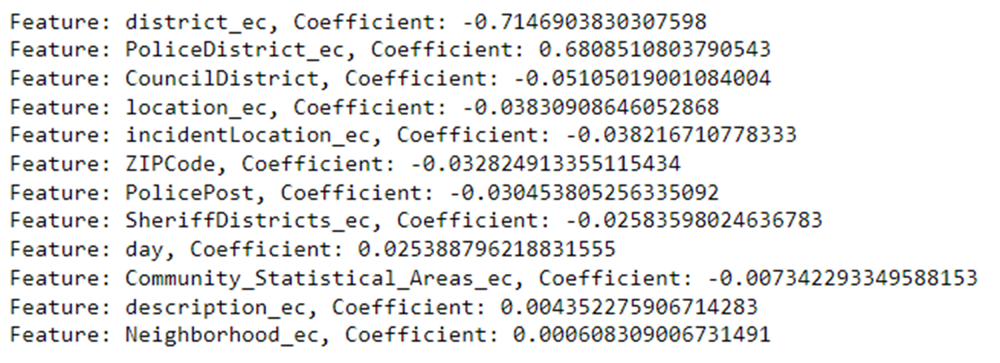 Feature: district_ec, Coefficient: -0.7146903830307598
Feature: PoliceDistrict_ec, Coefficient: 0.6808510803790543
Feature: CouncilDistrict, Coefficient: -0.05105019001084004
Feature: location_ec, Coefficient: -0.03830908646052868
Feature: incidentLocation_ec, Coefficient: -0.038216710778333
Feature: ZIPCode, Coefficient: -0.032824913355115434
Feature: PolicePost, Coefficient: -0.030453805256335092
Feature: SheriffDistricts_ec, Coefficient: -0.02583598024636783
Feature: day, Coefficient: 0.025388796218831555
Feature: Community_Statistical_Areas_ec, Coefficient: -0.007342293349588153
Feature: description_ec, Coefficient: 0.004352275906714283
Feature: Neighborhood_ec, Coefficient: 0.000608309006731491